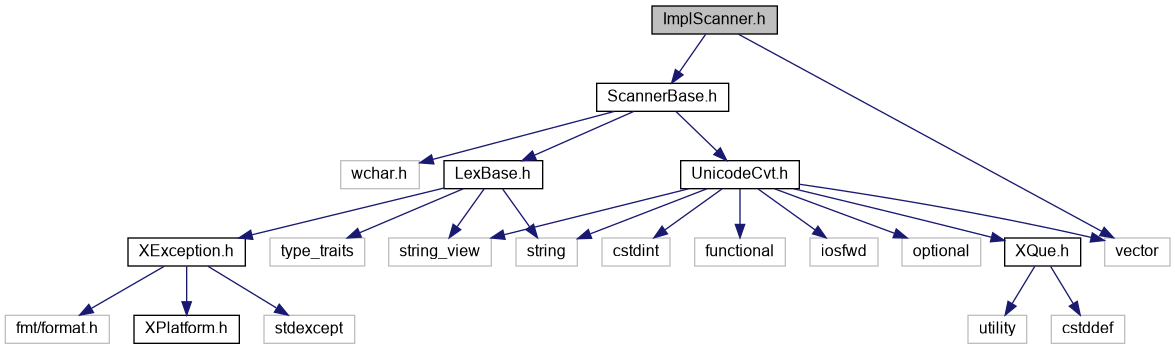 ImplScanner.h
ScannerBase.h
wchar.h
LexBase.h
UnicodeCvt.h
XException.h
type_traits
string_view
string
cstdint
functional
iosfwd
optional
XQue.h
vector
fmt/format.h
XPlatform.h
stdexcept
utility
cstddef